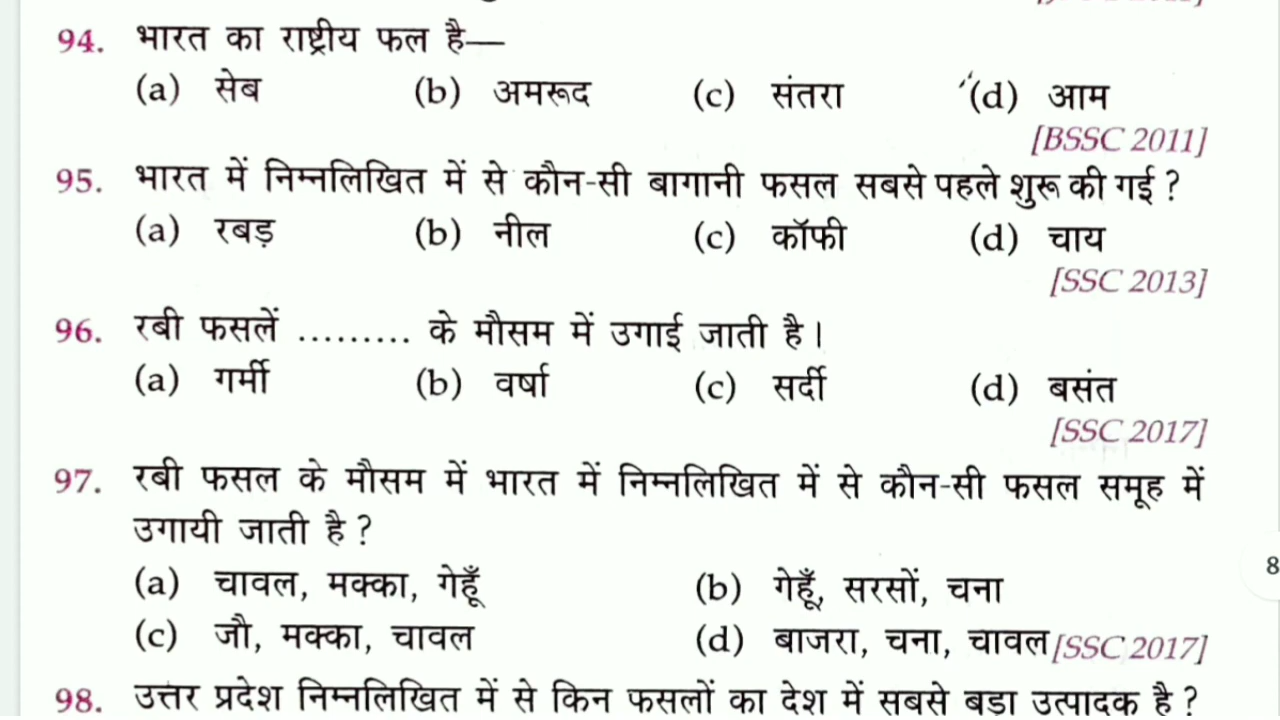 94. भारत का राष्ट्रीय फल है—
(a) सेब (b) अमरूद (c) संतरा (d) आम
[BSSC 2011]
95. भारत में निम्नलिखित में से कौन-सी बागानी फसल सबसे पहले शुरू की गई ?
(a) रबड़ (b) नील (c) कॉफी (d) चाय
[SSC 2013]
96. रबी फसलें ......... के मौसम में उगाई जाती है।
(a) गर्मी (b) वर्षा (c) सर्दी (d) बसंत
[SSC 2017]
97. रबी फसल के मौसम में भारत में निम्नलिखित में से कौन-सी फसल समूह में
उगायी जाती है ?
(a) चावल, मक्का, गेहूँ (b) गेहूँ, सरसों, चना
8
(c) जौ, मक्का, चावल (d) बाजरा, चना, चावल [SSC 2017]
98. उत्तर प्रदेश निम्नलिखित में से किन फसलों का देश में सबसे बड़ा उत्पादक है ?